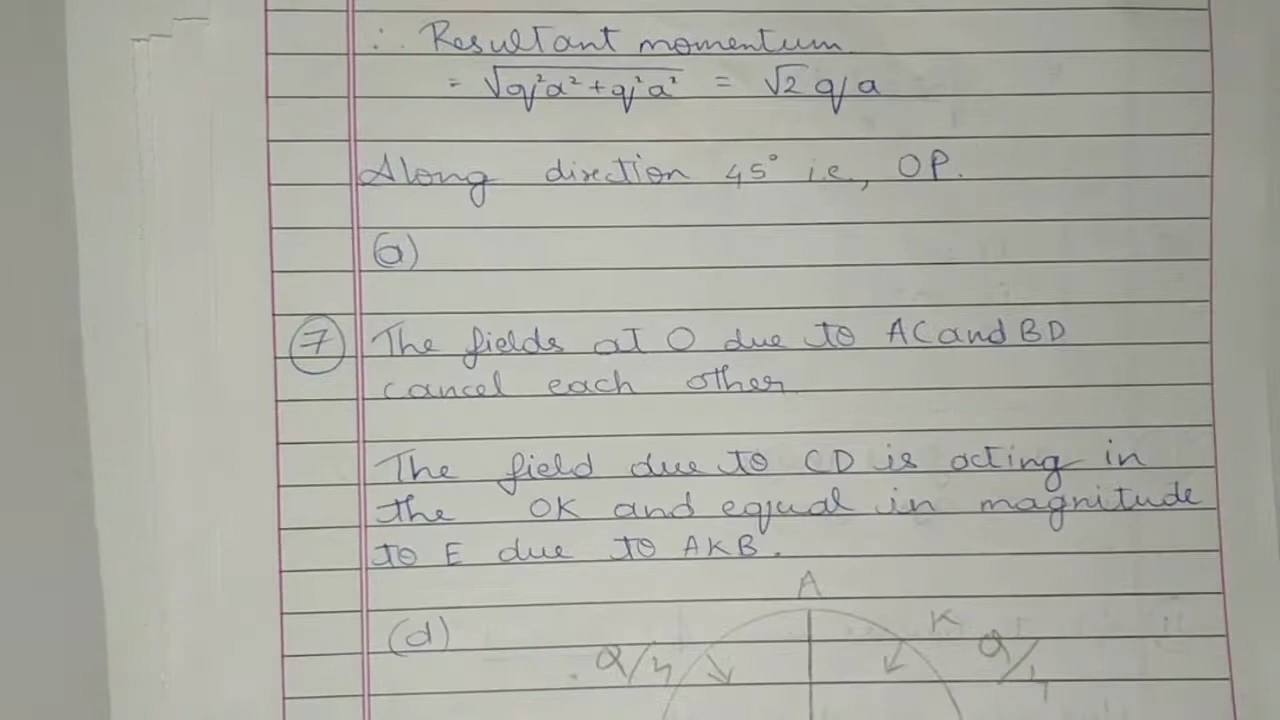 ∴ Resultant momentum
= √q²a² + q²a² = √2 qa
Along direction 45° i.e., OP.
(a)
7 The fields at O due to AC and BD
cancel each other
The field due to CD is acting in
the OK and equal in magnitude
to E due to AKB.
A
(d)
K
Q/4